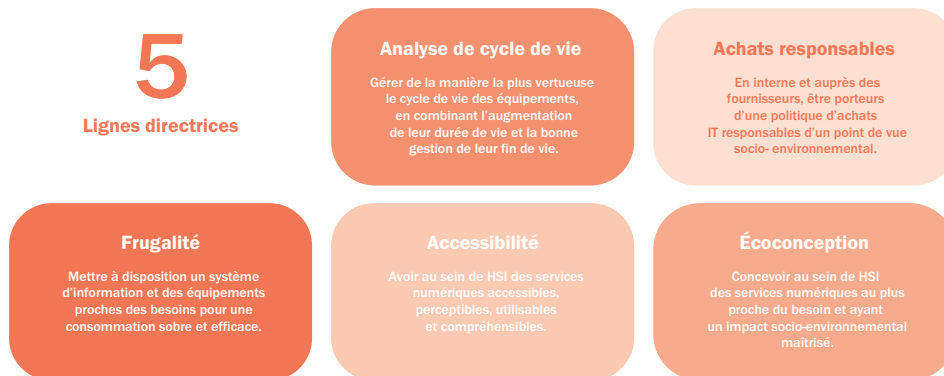 5
Lignes directrices
Analyse de cycle de vie
Gérer de la manière la plus vertueuse
le cycle de vie des équipements,
en combinant l'augmentation
de leur durée de vie et la bonne
gestion de leur fin de vie.
Achats responsables
En interne et auprès des
fournisseurs, être porteurs
d'une politique d'achats
IT responsables d'un point de vue
socio- environnemental.
Frugalité
Mettre à disposition un système
d'information et des équipements
proches des besoins pour une
consommation sobre et efficace.
Accessibilité
Avoir au sein de HSI des services
numériques accessibles,
perceptibles, utilisables
et compréhensibles.
Écoconception
Concevoir au sein de HSI
des services numériques au plus
proche du besoin et ayant
un impact socio-environnemental
maîtrisé.